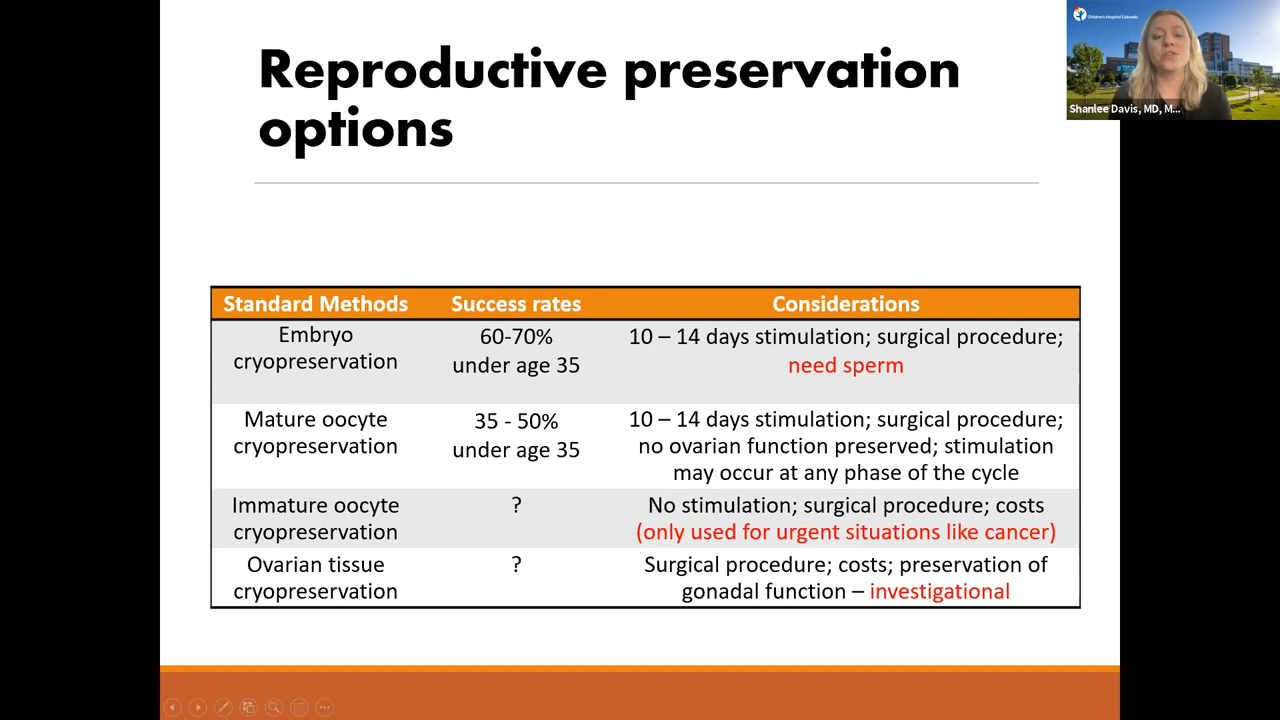 Children's Hospital Colorado
Shanlee Davis, MD, M...
Reproductive preservation
options
Standard Methods Success rates Considerations
Embryo
cryopreservation
60-70%
under age 35
10 – 14 days stimulation; surgical procedure;
need sperm
Mature oocyte
cryopreservation
35 - 50%
under age 35
10 – 14 days stimulation; surgical procedure;
no ovarian function preserved; stimulation
may occur at any phase of the cycle
Immature oocyte
cryopreservation
?
No stimulation; surgical procedure; costs
(only used for urgent situations like cancer)
Ovarian tissue
cryopreservation
?
Surgical procedure; costs; preservation of
gonadal function – investigational